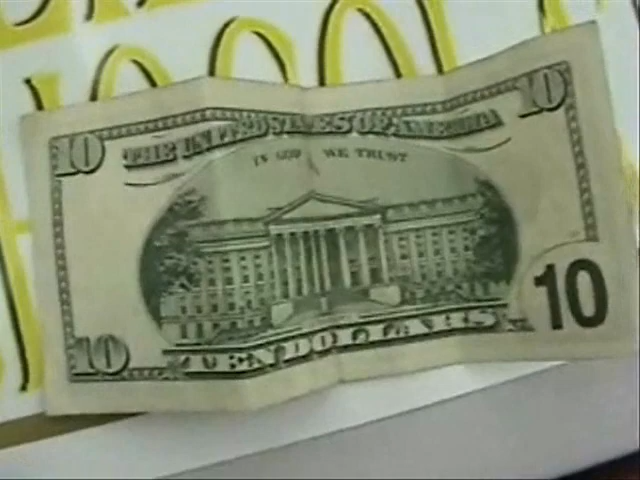 10 10
THE UNITED STATES OF AMERICA
IN GOD WE TRUST
10 TEN DOLLARS 10